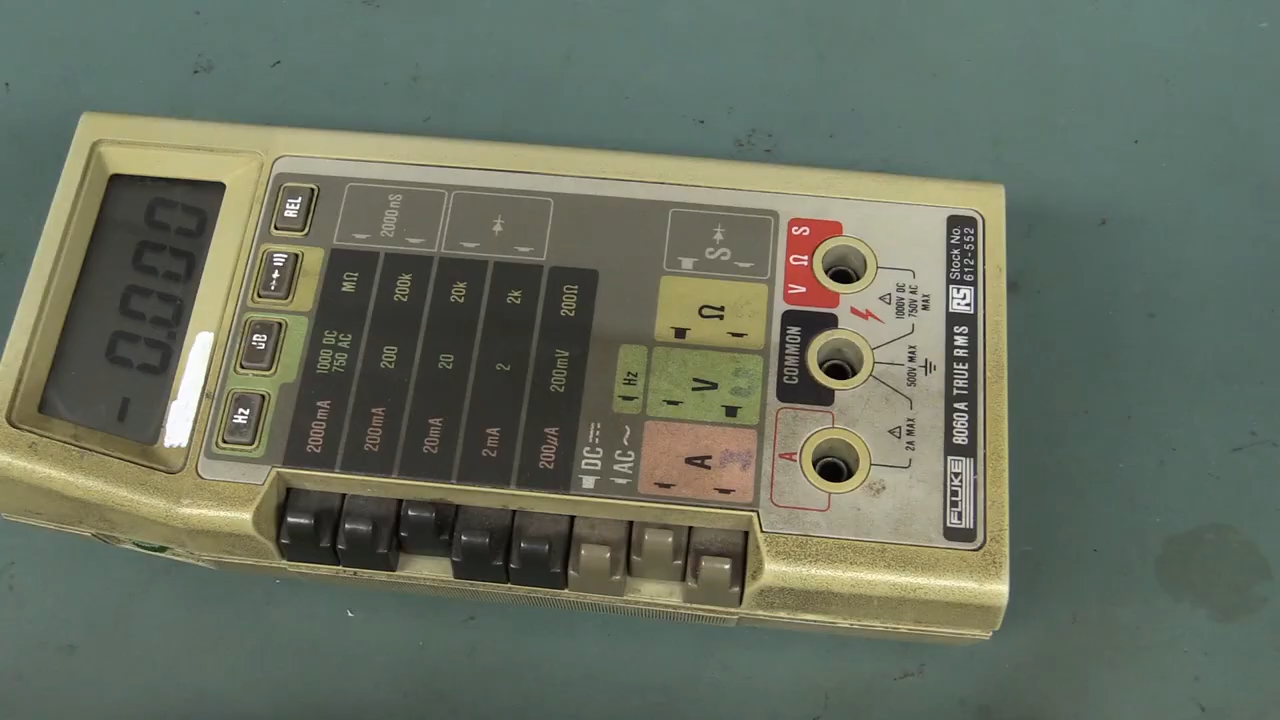 -0.000
REL
dB
Hz
2000nS
MΩ
200k
20k
2k
200Ω
1000 DC
750 AC
200
20
2
200mV
2000mA
200mA
20mA
2mA
200µA
DC
AC ~
S
Ω
Hz
V
A
V Ω S
COMMON
A
1000V DC
750V AC
MAX
500V MAX
2A MAX
FLUKE
8060A TRUE RMS
RS
Stock No.
612-552